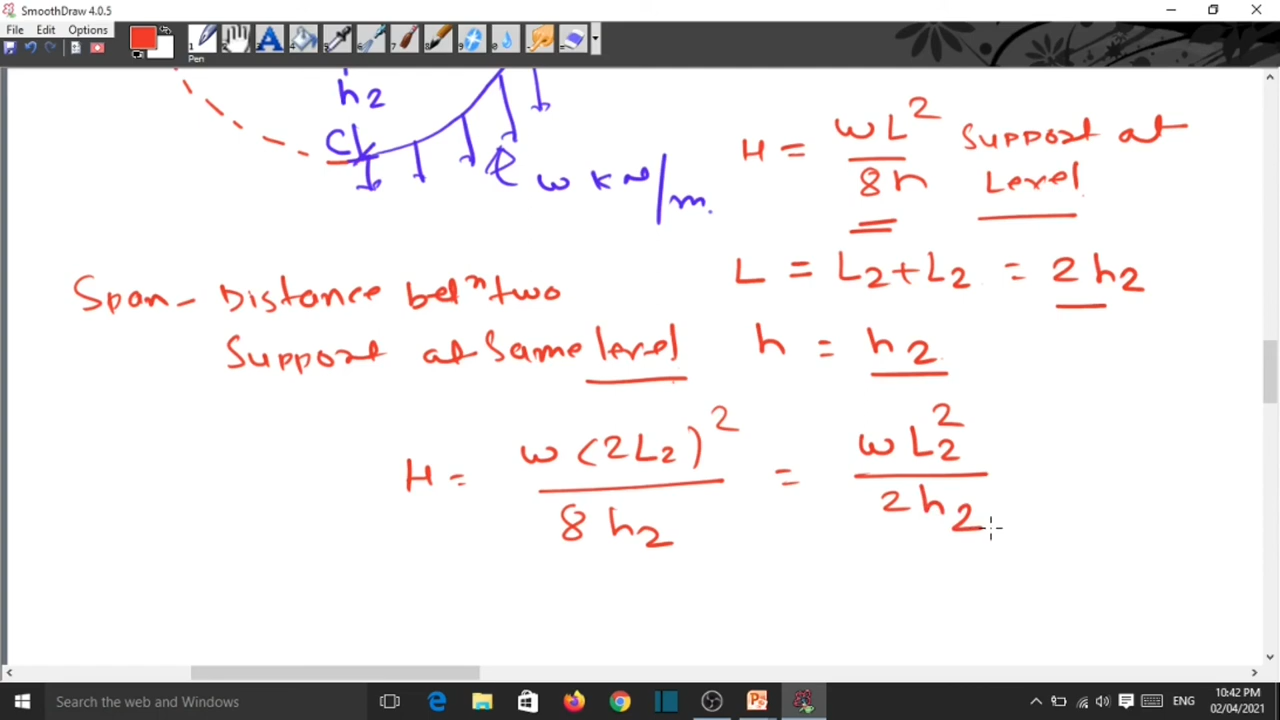 SmoothDraw 4.0.5
File Edit Options
Pen
h2
C
w kN/m.
H = wL²/8h Support at
Level
Span - Distance betⁿ two
L = L2+L2 = 2h2
Support at Same level
h = h2
H = w(2L2)²/8h2 = wL2²/2h2
Search the web and Windows
ENG
10:42 PM
02/04/2021